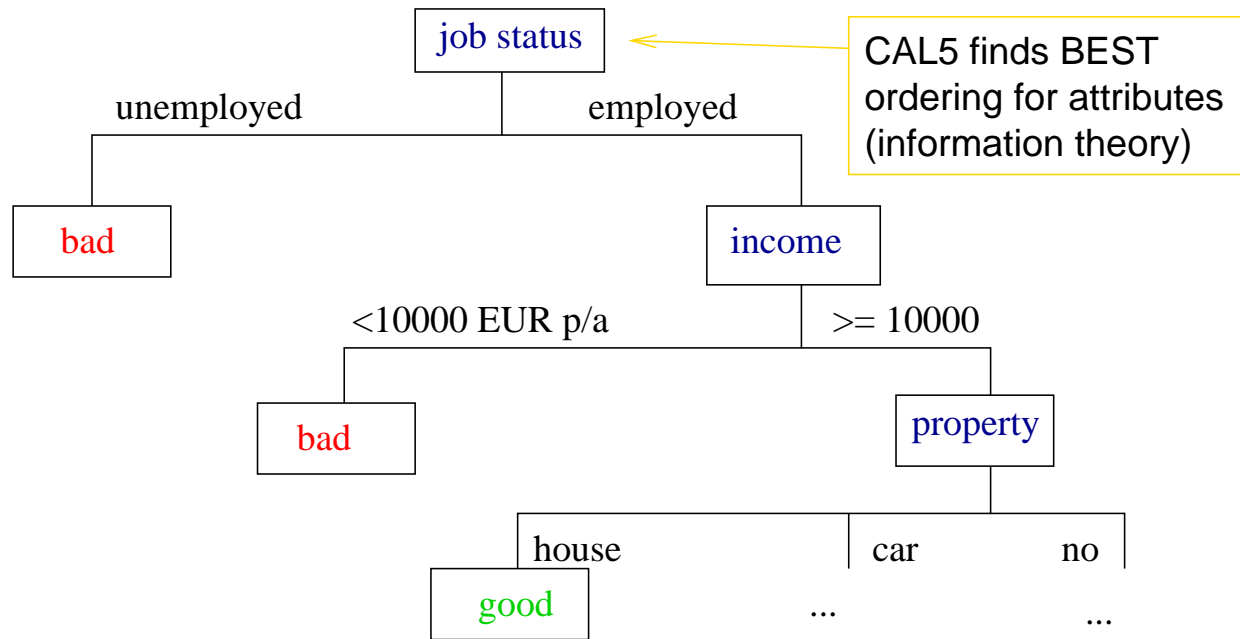 job status
CAL5 finds BEST
ordering for attributes
(information theory)
unemployed
employed
bad
income
<10000 EUR p/a
>= 10000
bad
property
house
car
no
good
...
...